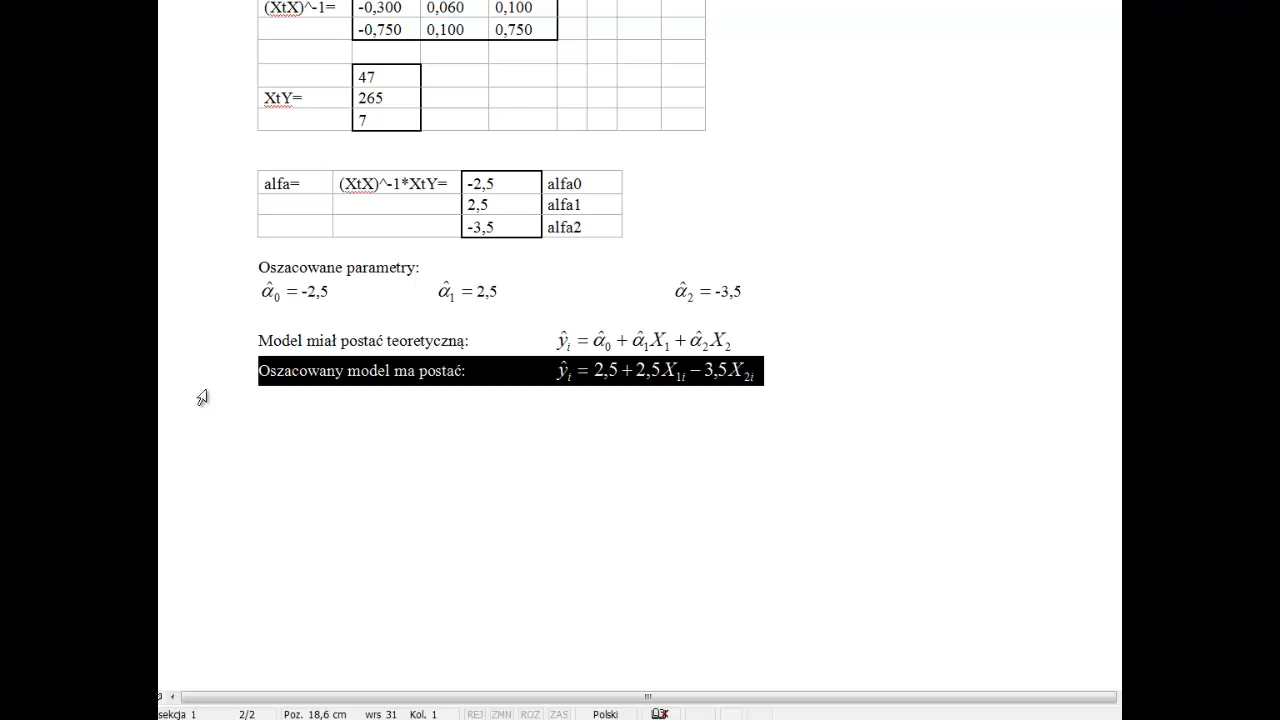 (XtX)^-1= -0,300 0,060 0,100
-0,750 0,100 0,750
47
XtY= 265
7
alfa= (XtX)^-1*XtY= -2,5 alfa0
2,5 alfa1
-3,5 alfa2
Oszacowane parametry:
α̂₀ = -2,5 α̂₁ = 2,5 α̂₂ = -3,5
Model miał postać teoretyczną: ŷᵢ = α̂₀ + α̂₁X₁ + α̂₂X₂
Oszacowany model ma postać: ŷᵢ = 2,5 + 2,5X₁ᵢ − 3,5X₂ᵢ
sekcja 1 2/2 Poz. 18,6 cm wrs 31 Kol. 1 REJ ZMN ROZ ZAS Polski